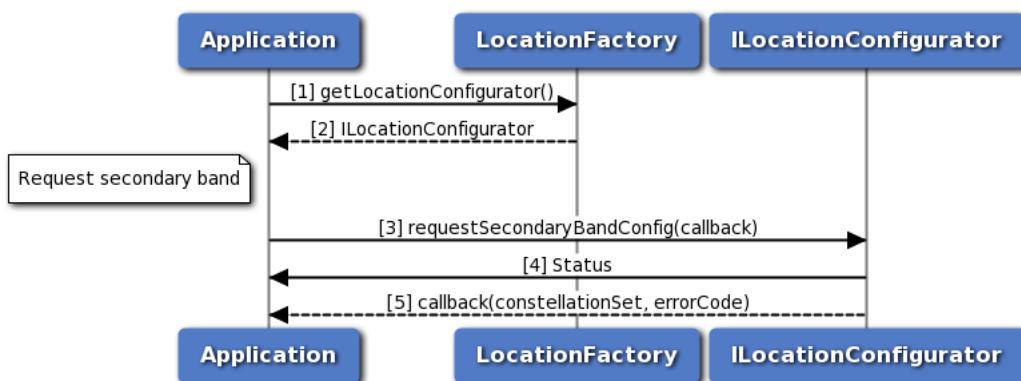 Application LocationFactory ILocationConfigurator
[1] getLocationConfigurator()
[2] ILocationConfigurator
Request secondary band
[3] requestSecondaryBandConfig(callback)
[4] Status
[5] callback(constellationSet, errorCode)
Application LocationFactory ILocationConfigurator